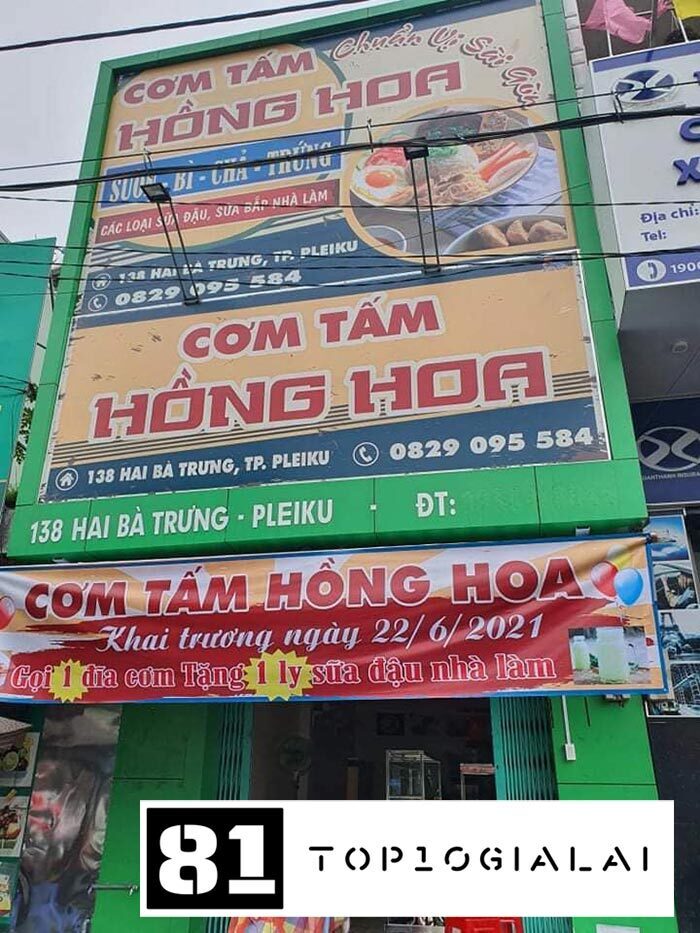 CƠM TẤM
Chuẩn Vị Sài Gòn
HỒNG HOA
SƯỜN - BÌ - CHẢ - TRỨNG
CÁC LOẠI SỮA ĐẬU, SỮA BẮP NHÀ LÀM
138 HAI BÀ TRƯNG, TP. PLEIKU
0829 095 584
CƠM TẤM
HỒNG HOA
138 HAI BÀ TRƯNG, TP. PLEIKU 0829 095 584
138 HAI BÀ TRƯNG - PLEIKU - ĐT:
CƠM TẤM HỒNG HOA
Khai trương ngày 22/6/2021
Gọi 1 dĩa cơm Tặng 1 ly sữa đậu nhà làm
Địa chỉ:
Tel:
1900
81 TOP10GIALAI